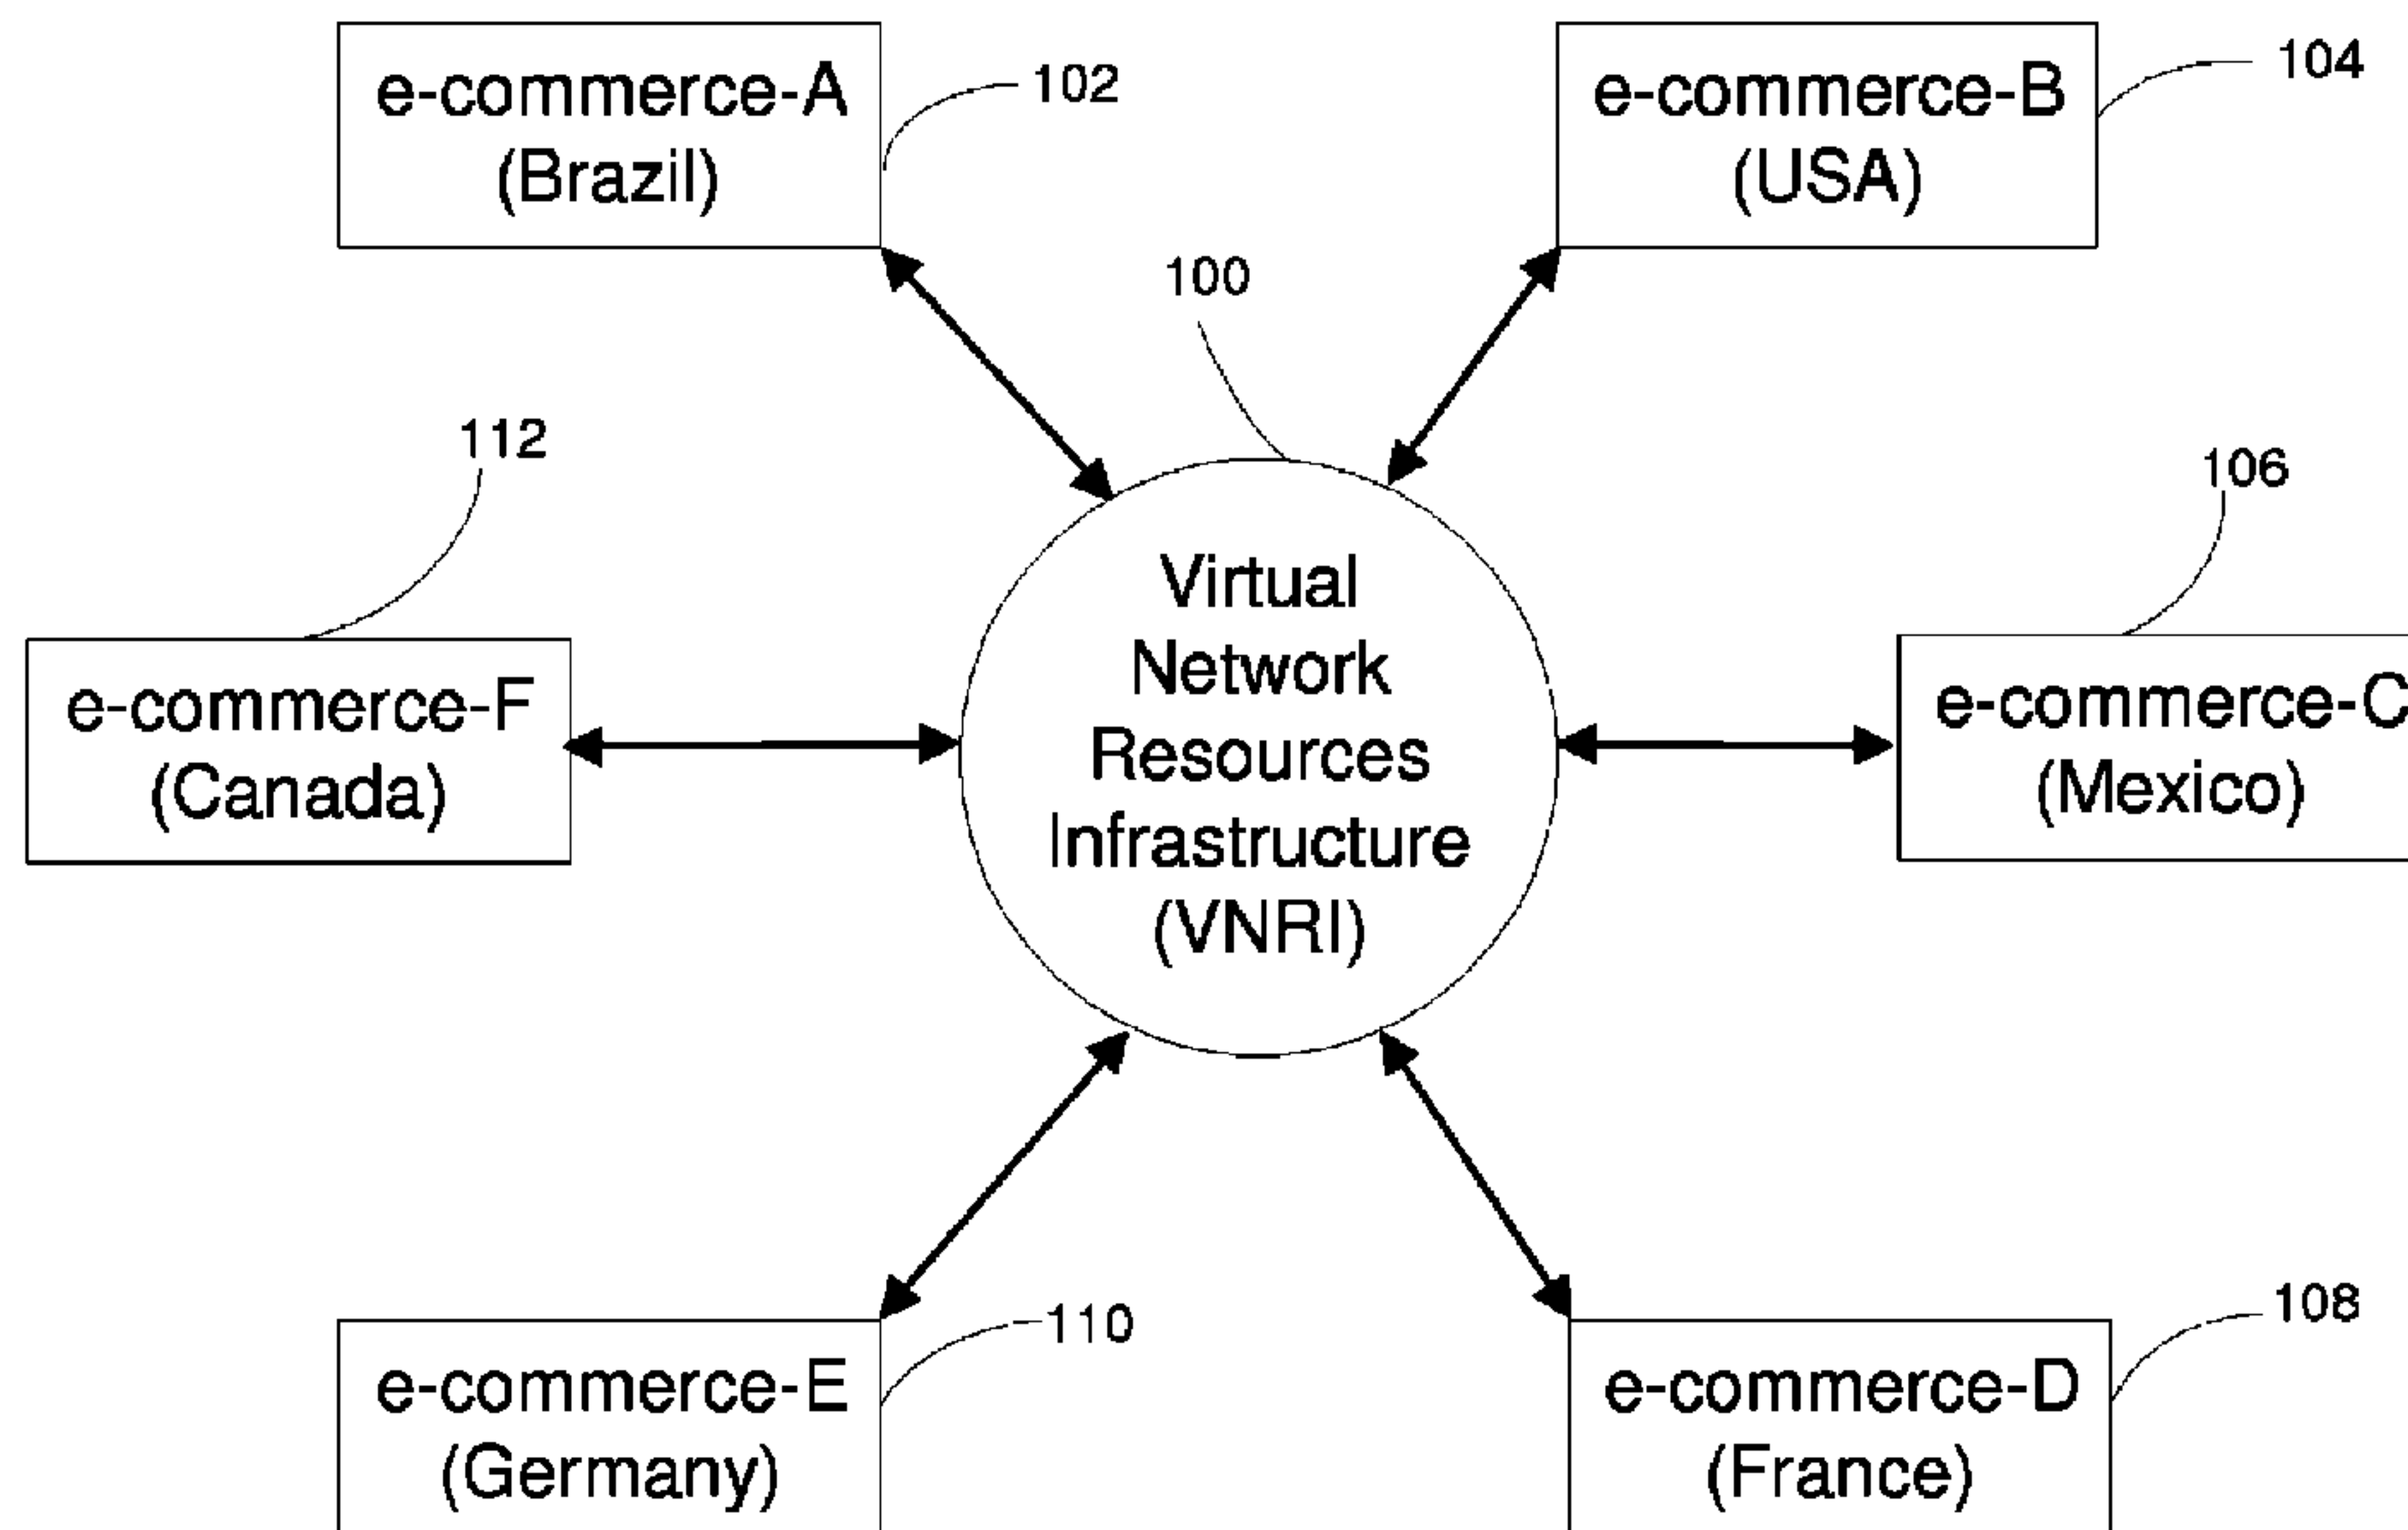 e-commerce-A
(Brazil)
102
e-commerce-B
(USA)
104
100
112
106
e-commerce-F
(Canada)
Virtual
Network
Resources
Infrastructure
(VNRI)
e-commerce-C
(Mexico)
e-commerce-E
(Germany)
110
e-commerce-D
(France)
108